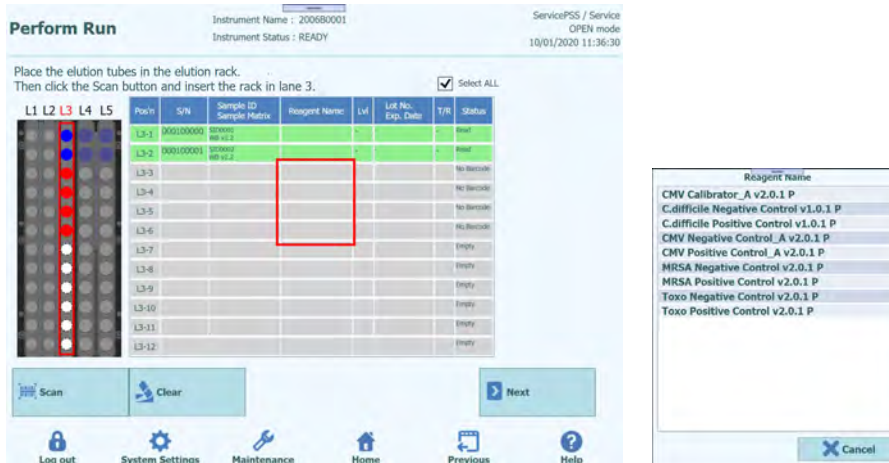 Perform Run
Instrument Name : 200680001
Instrument Status : READY
ServicePSS / Service
OPEN mode
10/01/2020 11:36:30
Place the elution tubes in the elution rack.
Then click the Scan button and insert the rack in lane 3.
Select ALL
L1 L2 L3 L4 L5
Pos'n S/N Sample ID Sample Matrix Reagent Name Lvl Lot No. Exp. Date T/R Status
L3-1 000100000 - - Read
L3-2 000100001 - - Read
L3-3 No Barcode
L3-4 No Barcode
L3-5 No Barcode
L3-6 No Barcode
L3-7 Empty
L3-8 Empty
L3-9 Empty
L3-10 Empty
L3-11 Empty
L3-12 Empty
Scan
Clear
Next
Log out
System Settings
Maintenance
Home
Previous
Help
Reagent Name
CMV Calibrator_A v2.0.1 P
C.difficile Negative Control v1.0.1 P
C.difficile Positive Control v1.0.1 P
CMV Negative Control_A v2.0.1 P
CMV Positive Control_A v2.0.1 P
MRSA Negative Control v2.0.1 P
MRSA Positive Control v2.0.1 P
Toxo Negative Control v2.0.1 P
Toxo Positive Control v2.0.1 P
Cancel